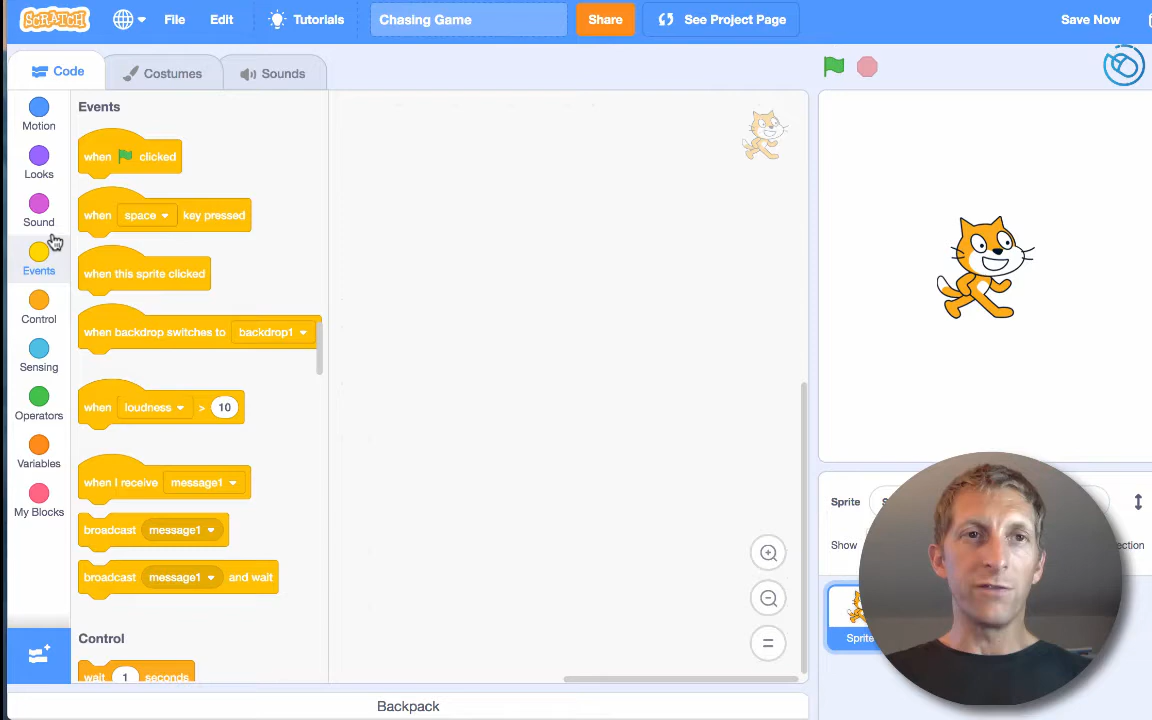 SCRATCH
File
Edit
Tutorials
Chasing Game
Share
See Project Page
Save Now
Code
Costumes
Sounds
Motion
Looks
Sound
Events
Control
Sensing
Operators
Variables
My Blocks
Events
when clicked
when space key pressed
when this sprite clicked
when backdrop switches to backdrop1
when loudness > 10
when I receive message1
broadcast message1
broadcast message1 and wait
Control
wait 1 seconds
Sprite
Show
Sprite
Backpack